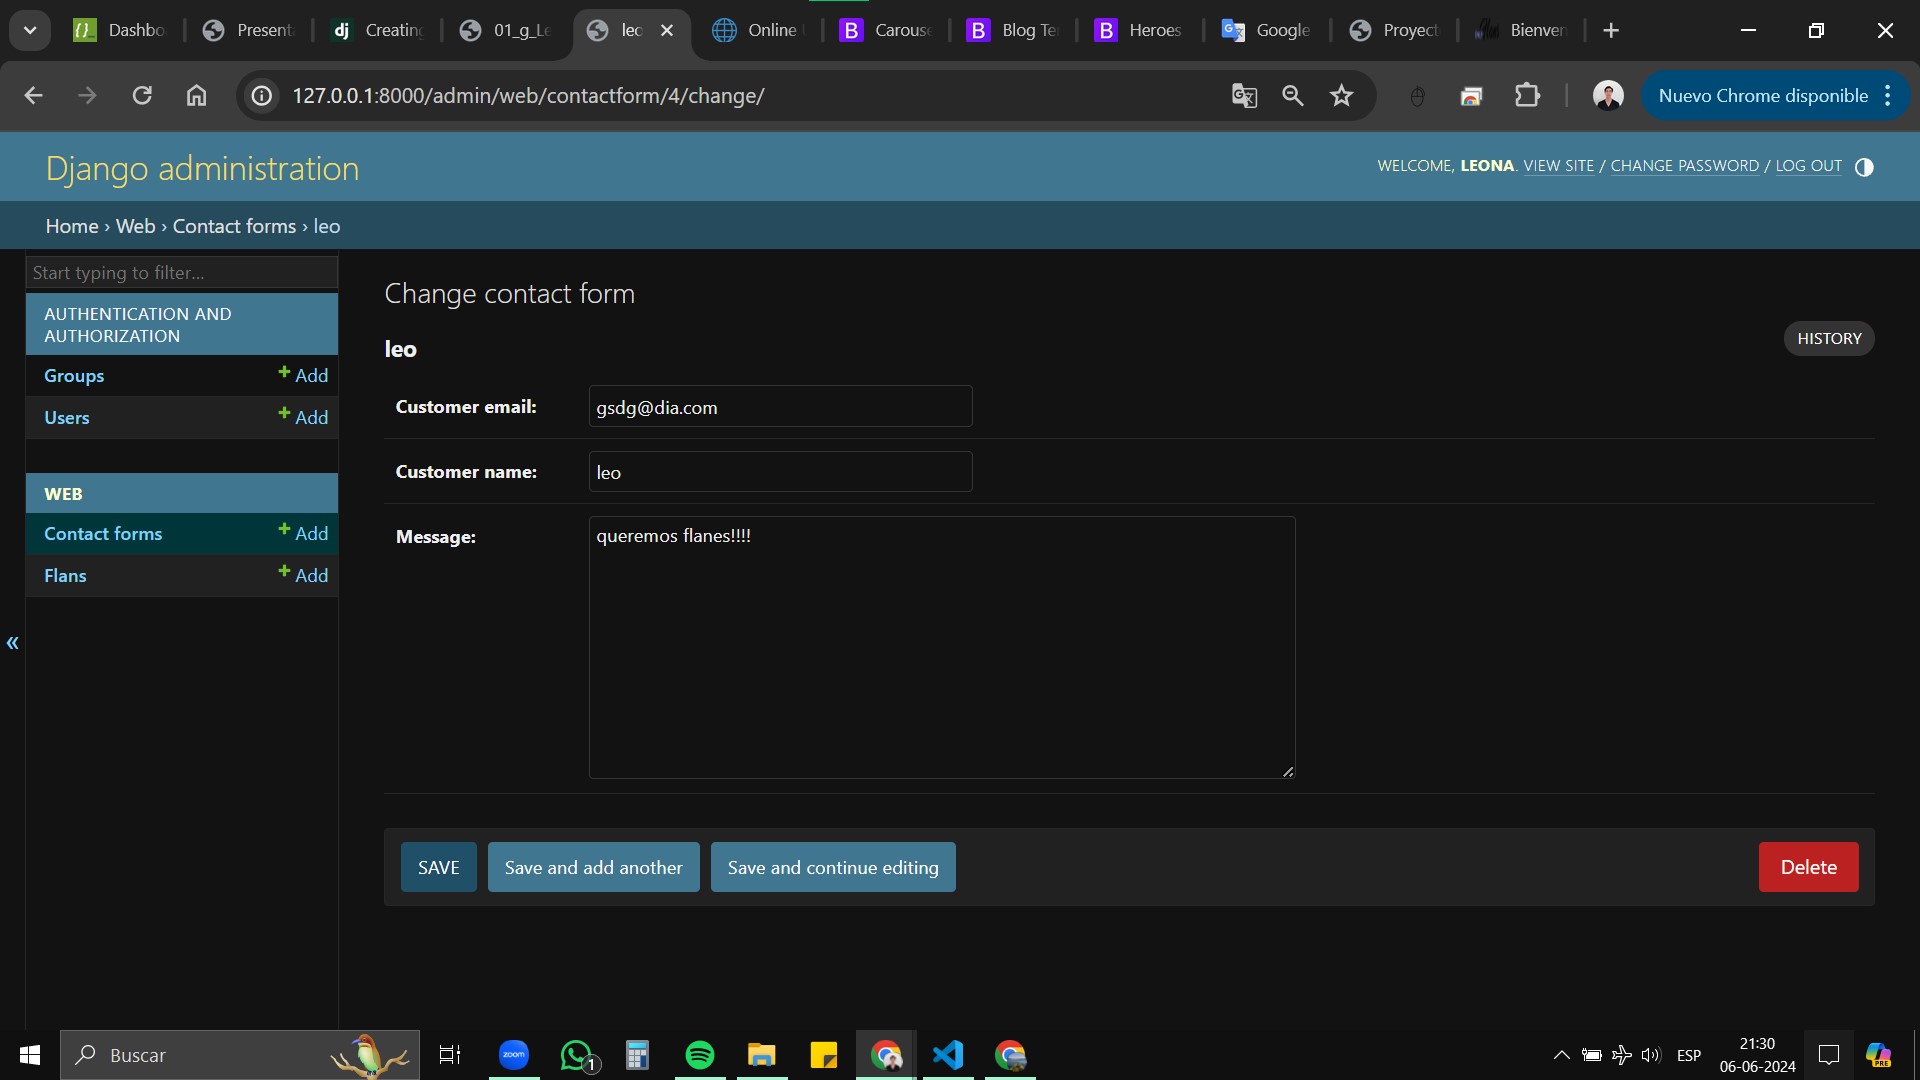 Dashbo
Present
dj
Creating
01_g_Le
leo
Online
B
Carous
B
Blog Te
B
Heroes
Google
Proyect
Bienven
127.0.0.1:8000/admin/web/contactform/4/change/
Nuevo Chrome disponible
Django administration
WELCOME, LEONA. VIEW SITE / CHANGE PASSWORD / LOG OUT
Home › Web › Contact forms › leo
Start typing to filter...
AUTHENTICATION AND
AUTHORIZATION
Groups
+ Add
Users
+ Add
WEB
Contact forms
+ Add
Flans
+ Add
«
Change contact form
leo
HISTORY
Customer email:
gsdg@dia.com
Customer name:
leo
Message:
queremos flanes!!!!
SAVE
Save and add another
Save and continue editing
Delete
Buscar
zoom
1
ESP
21:30
06-06-2024
PRE